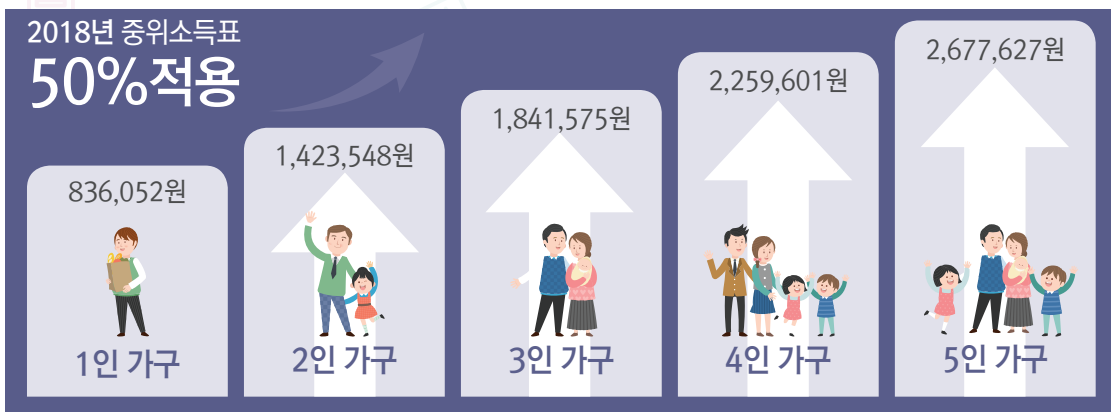 2018년 중위소득표
50%적용
836,052원
1인 가구
1,423,548원
2인 가구
1,841,575원
3인 가구
2,259,601원
4인 가구
2,677,627원
5인 가구